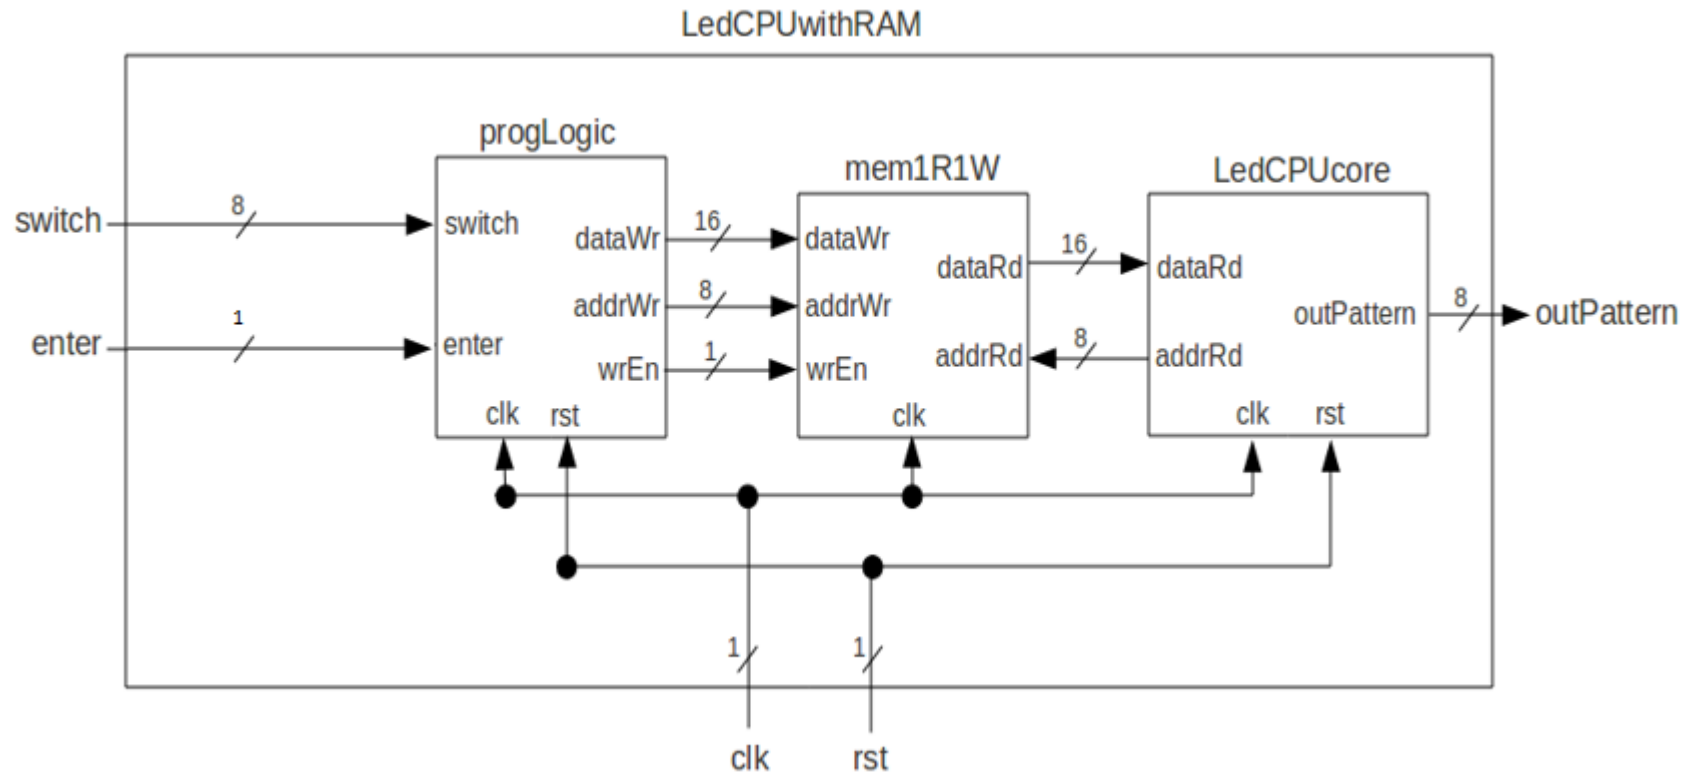 LedCPUwithRAM
progLogic
mem1R1W
LedCPUcore
switch
8
switch
dataWr
16
dataWr
dataRd
16
dataRd
addrWr
8
addrWr
outPattern
8
outPattern
enter
1
enter
wrEn
1
wrEn
addrRd
8
addrRd
clk
rst
clk
clk
rst
1
1
clk
rst